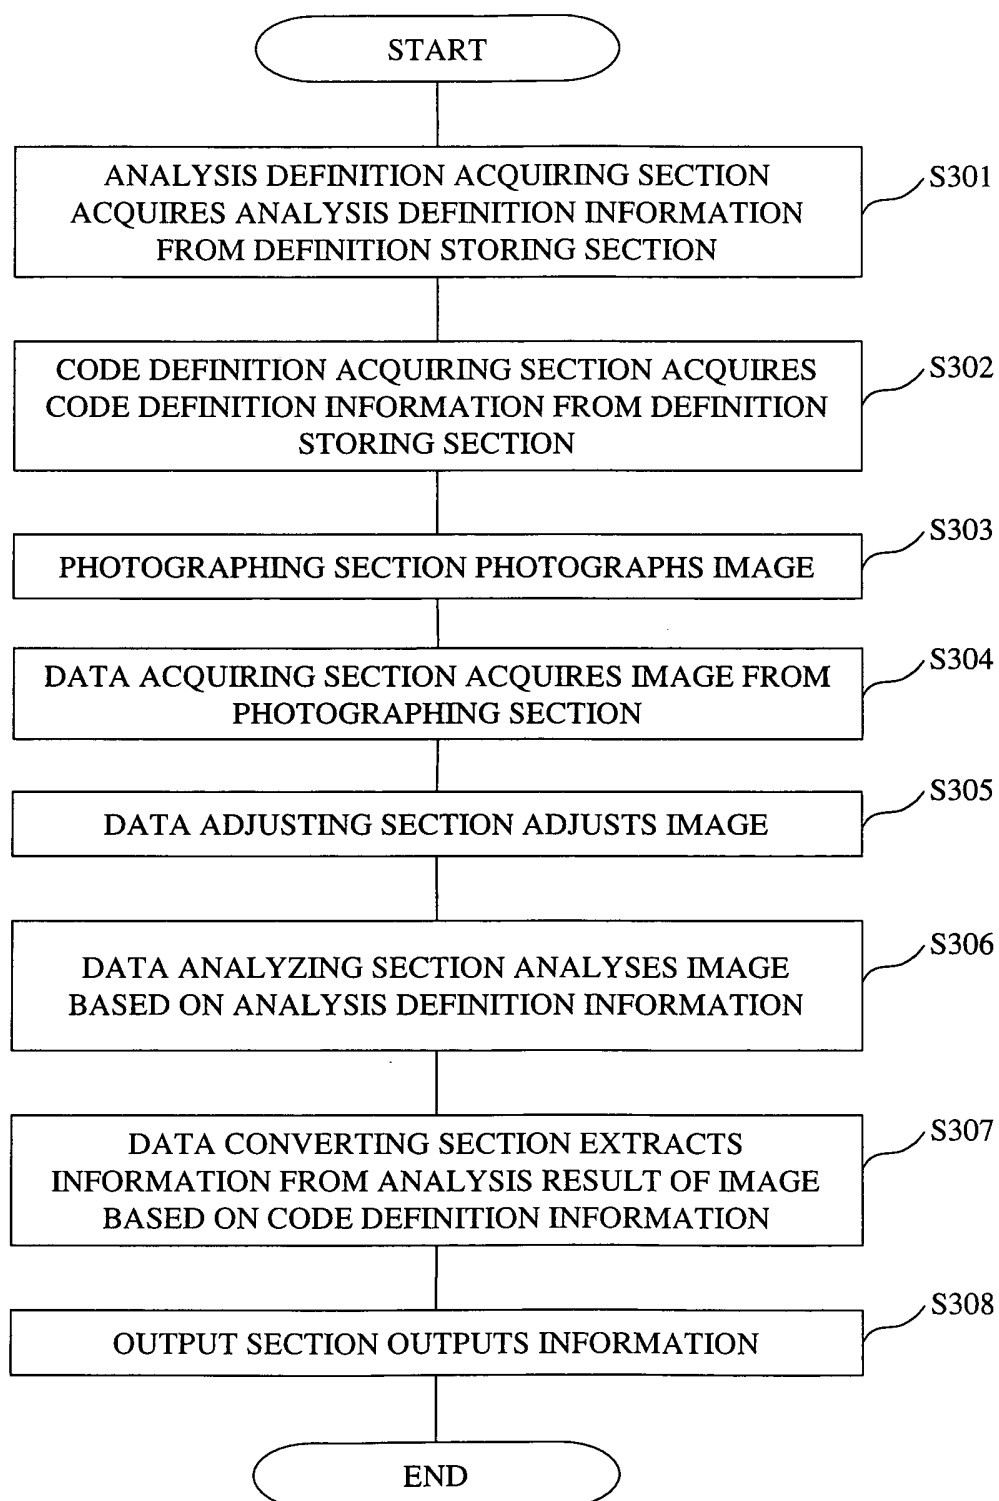 START
ANALYSIS DEFINITION ACQUIRING SECTION
ACQUIRES ANALYSIS DEFINITION INFORMATION
FROM DEFINITION STORING SECTION
S301
CODE DEFINITION ACQUIRING SECTION ACQUIRES
CODE DEFINITION INFORMATION FROM DEFINITION
STORING SECTION
S302
PHOTOGRAPHING SECTION PHOTOGRAPHS IMAGE
S303
DATA ACQUIRING SECTION ACQUIRES IMAGE FROM
PHOTOGRAPHING SECTION
S304
DATA ADJUSTING SECTION ADJUSTS IMAGE
S305
DATA ANALYZING SECTION ANALYSES IMAGE
BASED ON ANALYSIS DEFINITION INFORMATION
S306
DATA CONVERTING SECTION EXTRACTS
INFORMATION FROM ANALYSIS RESULT OF IMAGE
BASED ON CODE DEFINITION INFORMATION
S307
OUTPUT SECTION OUTPUTS INFORMATION
S308
END